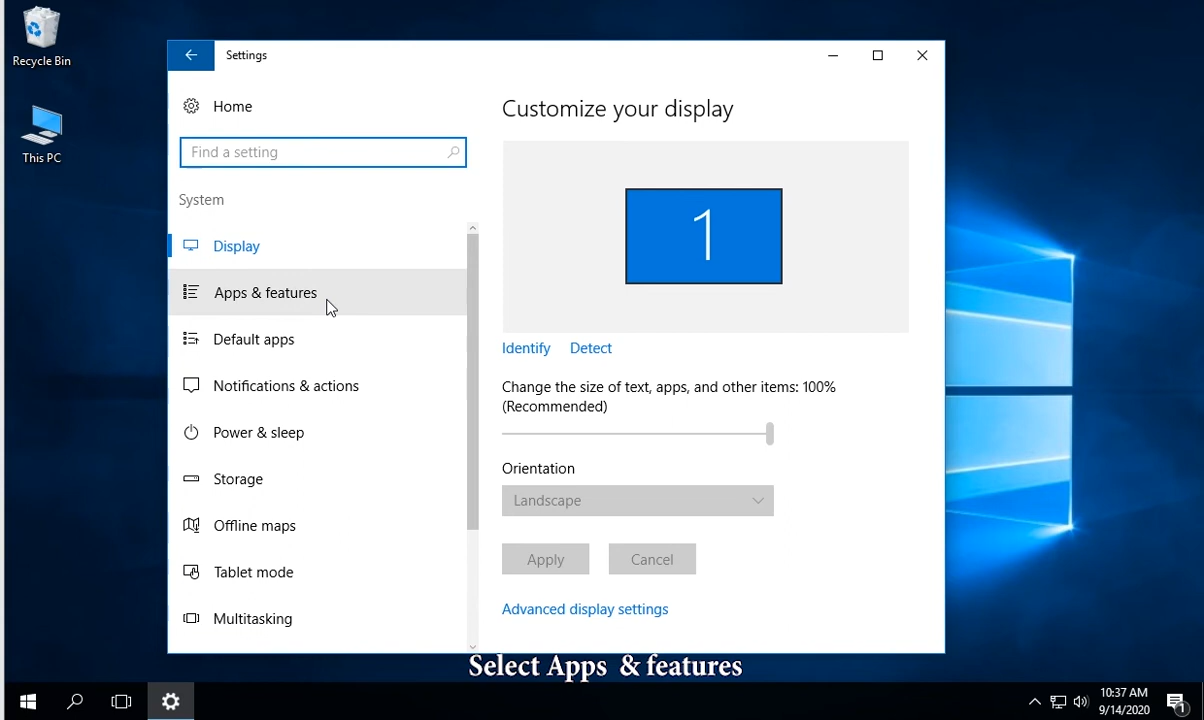 Recycle Bin
This PC
Settings
Home
Find a setting
System
Display
Apps & features
Default apps
Notifications & actions
Power & sleep
Storage
Offline maps
Tablet mode
Multitasking
Customize your display
1
Identify Detect
Change the size of text, apps, and other items: 100%
(Recommended)
Orientation
Landscape
Apply Cancel
Advanced display settings
Select Apps & features
10:37 AM
9/14/2020
1